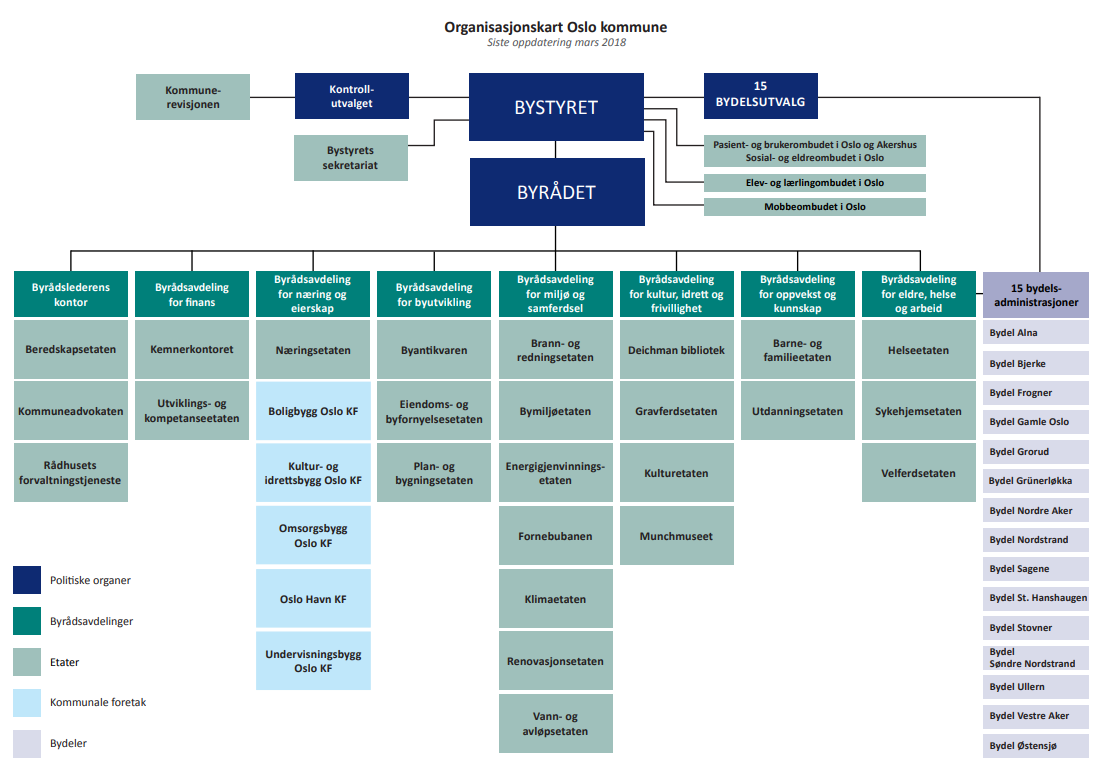 Organisasjonskart Oslo kommune
Siste oppdatering mars 2018
Kommune-
revisjonen
Kontroll-
utvalget
BYSTYRET
15
BYDELSUTVALG
Bystyrets
sekretariat
Pasient- og brukerombudet i Oslo og Akershus
Sosial- og eldreombudet i Oslo
Elev- og lærlingombudet i Oslo
Mobbeombudet i Oslo
BYRÅDET
Byrådslederens
kontor
Beredskapsetaten
Kommuneadvokaten
Rådhusets
forvaltningstjeneste
Byrådsavdeling
for finans
Kemnerkontoret
Utviklings- og
kompetanseetaten
Byrådsavdeling
for næring og
eierskap
Næringsetaten
Boligbygg Oslo KF
Kultur- og
idrettsbygg Oslo KF
Omsorgsbygg
Oslo KF
Oslo Havn KF
Undervisningsbygg
Oslo KF
Byrådsavdeling
for byutvikling
Byantikvaren
Eiendoms- og
byfornyelsesetaten
Plan- og
bygningsetaten
Byrådsavdeling
for miljø og
samferdsel
Brann- og
redningsetaten
Bymiljøetaten
Energigjenvinnings-
etaten
Fornebubanen
Klimaetaten
Renovasjonsetaten
Vann- og
avløpsetaten
Byrådsavdeling
for kultur, idrett og
frivillighet
Deichman bibliotek
Gravferdsetaten
Kulturetaten
Munchmuseet
Byrådsavdeling
for oppvekst og
kunnskap
Barne- og
familieetaten
Utdanningsetaten
Byrådsavdeling
for eldre, helse
og arbeid
Helseetaten
Sykehjemsetaten
Velferdsetaten
15 bydels-
administrasjoner
Bydel Alna
Bydel Bjerke
Bydel Frogner
Bydel Gamle Oslo
Bydel Grorud
Bydel Grünerløkka
Bydel Nordre Aker
Bydel Nordstrand
Bydel Sagene
Bydel St. Hanshaugen
Bydel Stovner
Bydel
Søndre Nordstrand
Bydel Ullern
Bydel Vestre Aker
Bydel Østensjø
Politiske organer
Byrådsavdelinger
Etater
Kommunale foretak
Bydeler